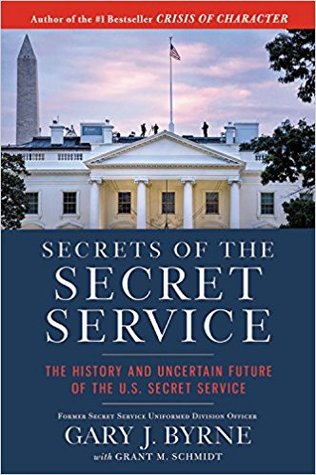 Author of the #1 Bestseller CRISIS OF CHARACTER
SECRETS OF THE
SECRET
SERVICE
THE HISTORY AND UNCERTAIN FUTURE
OF THE U.S. SECRET SERVICE
FORMER SECRET SERVICE UNIFORMED DIVISION OFFICER
GARY J. BYRNE
with GRANT M. SCHMIDT